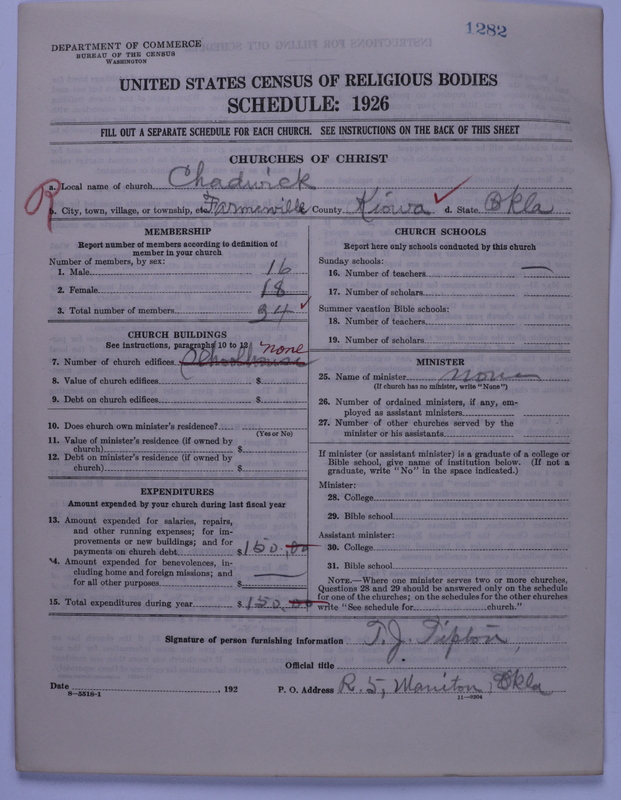 1282
DEPARTMENT OF COMMERCE
BUREAU OF THE CENSUS
WASHINGTON
UNITED STATES CENSUS OF RELIGIOUS BODIES
SCHEDULE: 1926
FILL OUT A SEPARATE SCHEDULE FOR EACH CHURCH. SEE INSTRUCTIONS ON THE BACK OF THIS SHEET
CHURCHES OF CHRIST
R
a. Local name of church Chadwick
b. City, town, village, or township, etc. Farmersville County Kiowa ✓ d. State Okla
MEMBERSHIP
Report number of members according to definition of
member in your church
Number of members, by sex:
1. Male 16
2. Female 18
3. Total number of members 34 ✓
CHURCH BUILDINGS
See instructions, paragraphs 10 to 12 none
7. Number of church edifices Schoolhouse
8. Value of church edifices $
9. Debt on church edifices $
10. Does church own minister's residence?
(Yes or No)
11. Value of minister's residence (if owned by
church) $
12. Debt on minister's residence (if owned by
church) $
EXPENDITURES
Amount expended by your church during last fiscal year
13. Amount expended for salaries, repairs,
and other running expenses; for im-
provements or new buildings; and for
payments on church debt $150.00
14. Amount expended for benevolences, in-
cluding home and foreign missions; and
for all other purposes $ —
15. Total expenditures during year $150.00
CHURCH SCHOOLS
Report here only schools conducted by this church
Sunday schools:
16. Number of teachers —
17. Number of scholars
Summer vacation Bible schools:
18. Number of teachers
19. Number of scholars
MINISTER
25. Name of minister None
(If church has no minister, write "None")
26. Number of ordained ministers, if any, em-
ployed as assistant ministers
27. Number of other churches served by the
minister or his assistants
If minister (or assistant minister) is a graduate of a college or
Bible school, give name of institution below. (If not a
graduate, write "No" in the space indicated.)
Minister:
28. College
29. Bible school
Assistant minister:
30. College
31. Bible school
NOTE.—Where one minister serves two or more churches,
Questions 28 and 29 should be answered only on the schedule
for one of the churches; on the schedules for the other churches
write "See schedule for church."
Signature of person furnishing information T. J. Tipton,
Official title
Date , 192
P. O. Address R. 5, Maniton, Okla
8—5518-1
11—9204